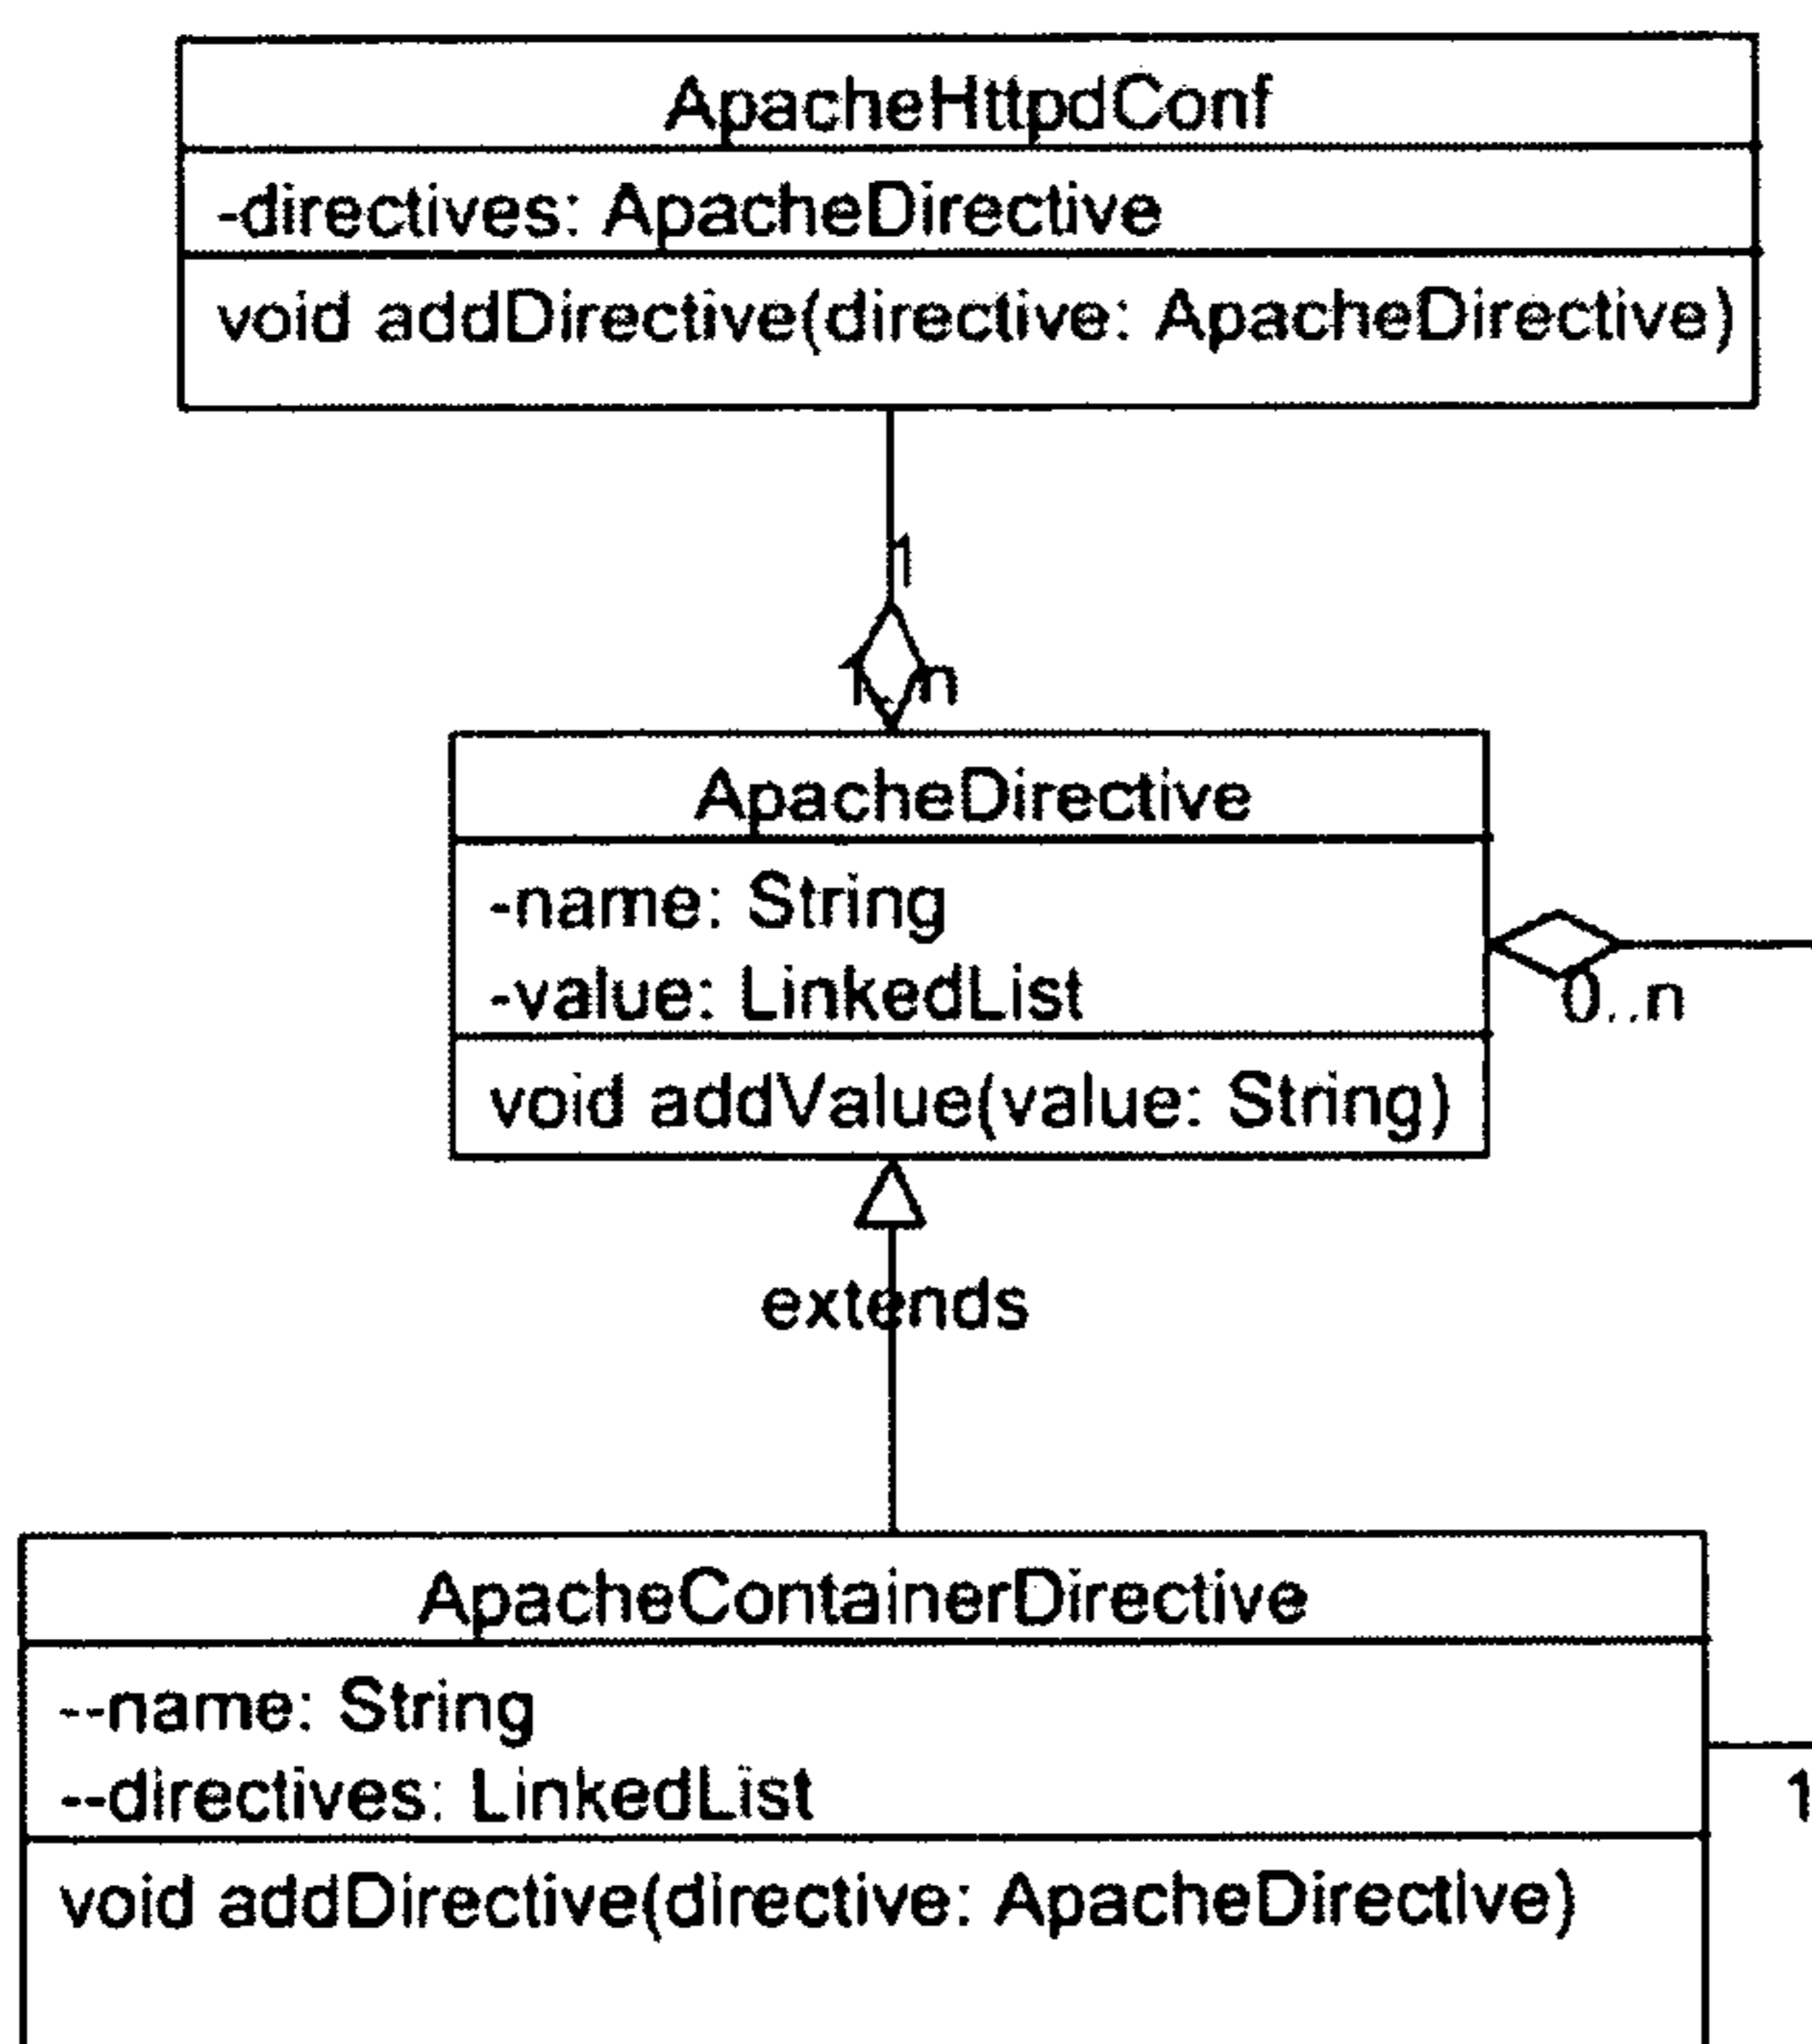 ApacheHttpdConf
-directives: ApacheDirective
void addDirective(directive: ApacheDirective)
1
1..n
ApacheDirective
-name: String
-value: LinkedList
0..n
void addValue(value: String)
extends
ApacheContainerDirective
--name: String
--directives: LinkedList
1
void addDirective(directive: ApacheDirective)